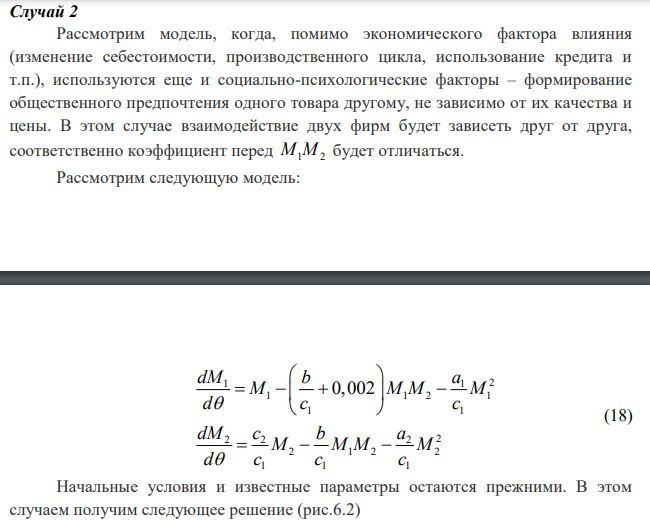 Случай 2
Рассмотрим модель, когда, помимо экономического фактора влияния
(изменение себестоимости, производственного цикла, использование кредита и
т.п.), используются еще и социально-психологические факторы – формирование
общественного предпочтения одного товара другому, не зависимо от их качества и
цены. В этом случае взаимодействие двух фирм будет зависеть друг от друга,
соответственно коэффициент перед M₁M₂ будет отличаться.
Рассмотрим следующую модель:
dM₁/dθ = M₁ − (b/c₁ + 0,002) M₁M₂ − a₁/c₁ M₁²
(18)
dM₂/dθ = c₂/c₁ M₂ − b/c₁ M₁M₂ − a₂/c₁ M₂²
Начальные условия и известные параметры остаются прежними. В этом
случаем получим следующее решение (рис.6.2)